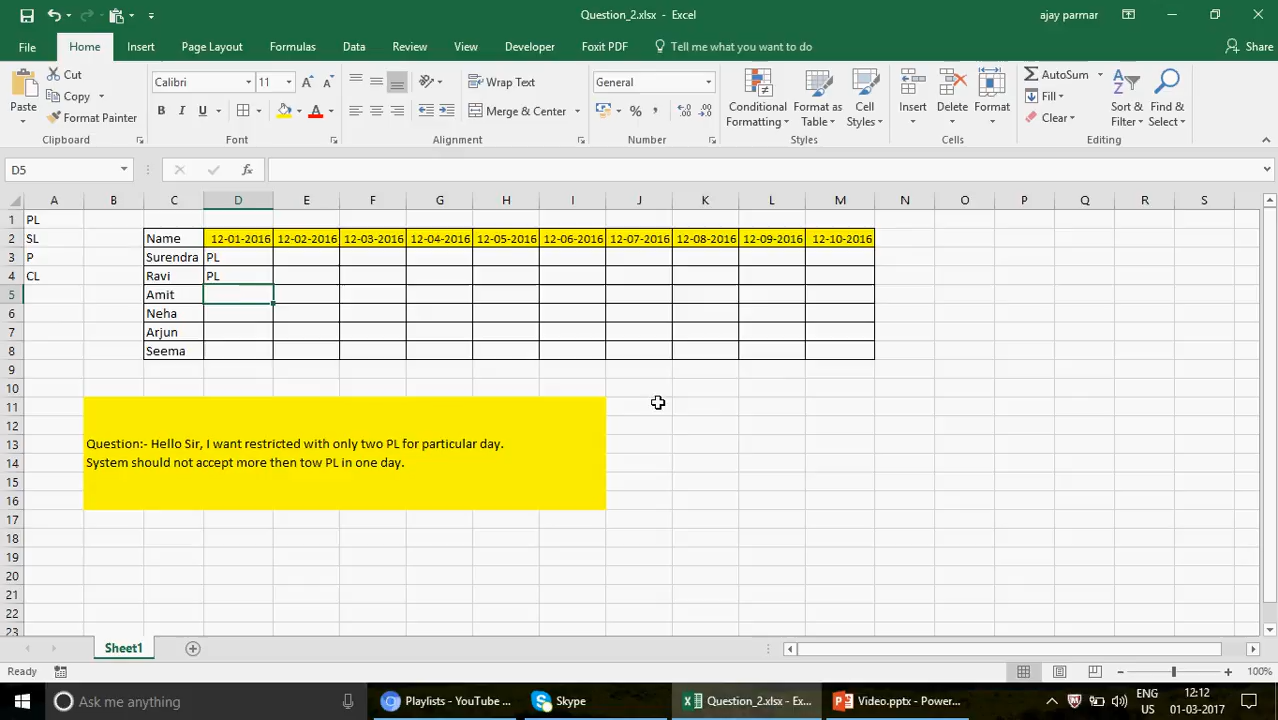 Question_2.xlsx - Excel
ajay parmar
File Home Insert Page Layout Formulas Data Review View Developer Foxit PDF Tell me what you want to do Share
Paste
Cut
Copy
Format Painter
Clipboard
Calibri 11
B I U
Font
Wrap Text
Merge & Center
Alignment
General
Number
Conditional Formatting
Format as Table
Cell Styles
Styles
Insert Delete Format
Cells
AutoSum
Fill
Clear
Sort & Filter
Find & Select
Editing
D5 fx
A B C D E F G H I J K L M N O P Q R S
1 PL
2 SL Name 12-01-2016 12-02-2016 12-03-2016 12-04-2016 12-05-2016 12-06-2016 12-07-2016 12-08-2016 12-09-2016 12-10-2016
3 P Surendra PL
4 CL Ravi PL
5 Amit
6 Neha
7 Arjun
8 Seema
9
10
11
12
13 Question:- Hello Sir, I want restricted with only two PL for particular day.
14 System should not accept more then tow PL in one day.
15
16
17
18
19
20
21
22
23
Sheet1
Ready 100%
Ask me anything
Playlists - YouTube ...
Skype
Question_2.xlsx - Ex...
Video.pptx - Power...
ENG 12:12
US 01-03-2017